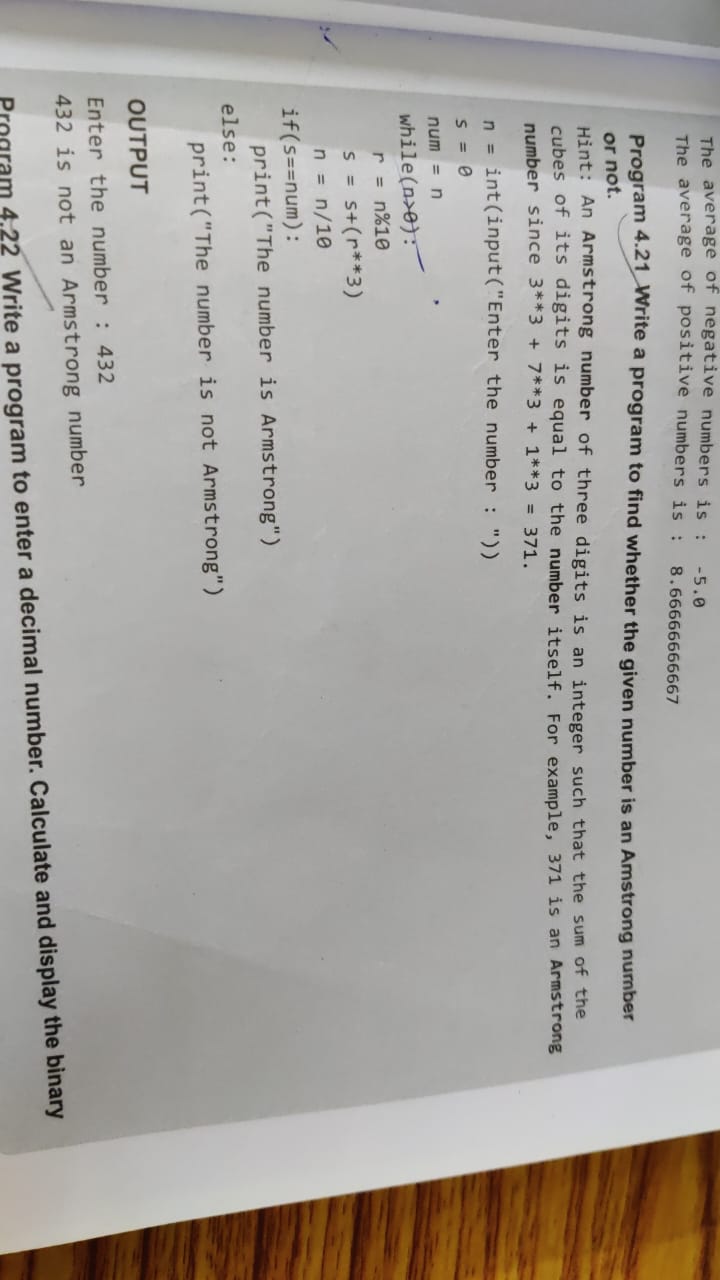 The average of negative numbers is : -5.0
The average of positive numbers is : 8.66666666667
Program 4.21 Write a program to find whether the given number is an Amstrong number
or not.
Hint: An Armstrong number of three digits is an integer such that the sum of the
cubes of its digits is equal to the number itself. For example, 371 is an Armstrong
number since 3**3 + 7**3 + 1**3 = 371.
n = int(input("Enter the number : "))
s = 0
num = n
while(n>0):
r = n%10
s = s+(r**3)
n = n/10
if(s==num):
print("The number is Armstrong")
else:
print("The number is not Armstrong")
OUTPUT
Enter the number : 432
432 is not an Armstrong number
Program 4.22 Write a program to enter a decimal number. Calculate and display the binary